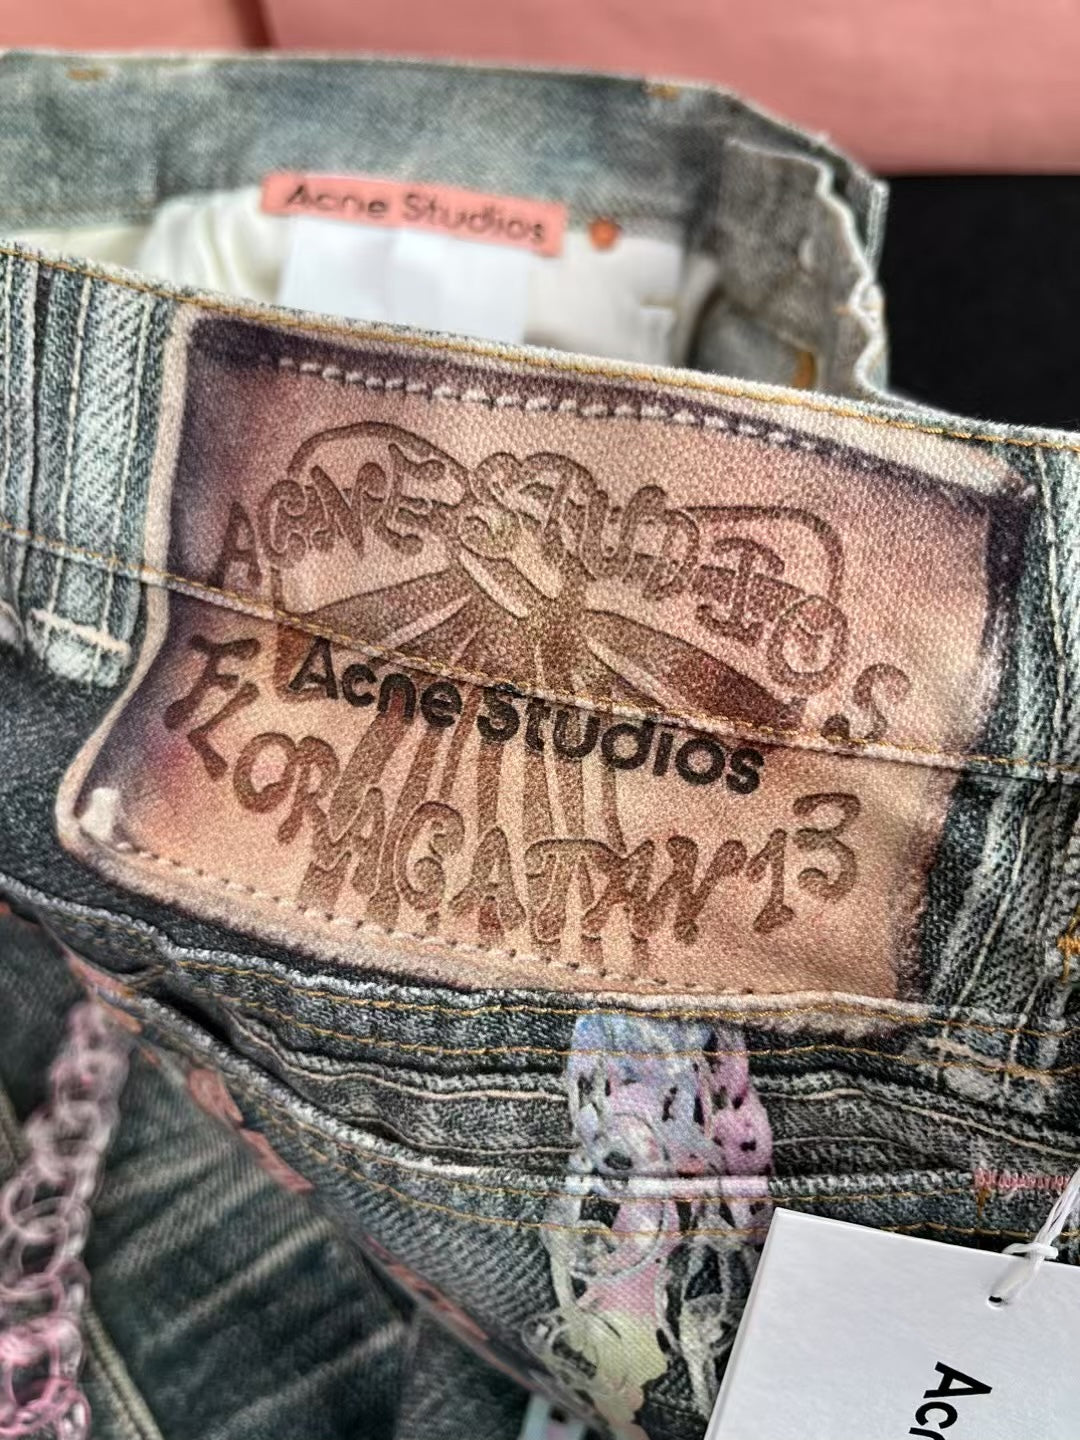 Acne Studios
ACNE STUDIOS
Acne Studios
FLORAGATAN 13
Acn